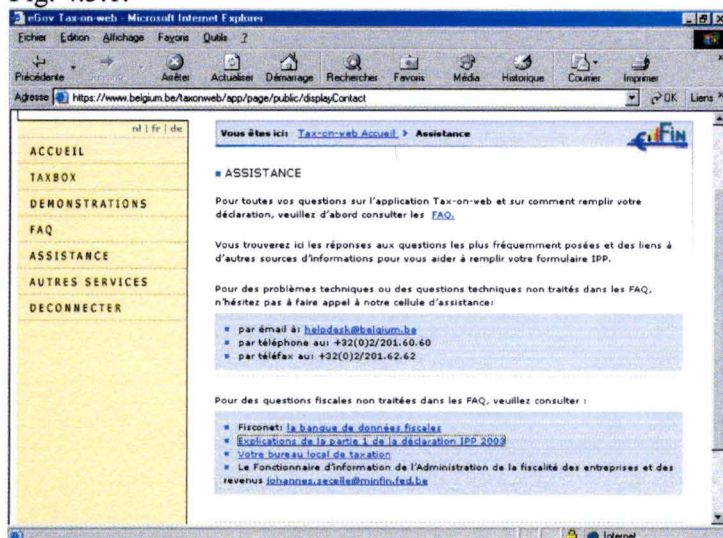 eGov Tax-on-web - Microsoft Internet Explorer
Fichier Edition Affichage Favoris Outils ?
Précédente Arrêter Actualiser Démarrage Rechercher Favoris Média Historique Courrier Imprimer
Adresse https://www.belgium.be/taxonweb/app/page/public/displayContact OK Liens
nl | fr | de
ACCUEIL
TAXBOX
DEMONSTRATIONS
FAQ
ASSISTANCE
AUTRES SERVICES
DECONNECTER
Vous êtes ici: Tax-on-web Accueil > Assistance
FIN
ASSISTANCE
Pour toutes vos questions sur l'application Tax-on-web et sur comment remplir votre
déclaration, veuillez d'abord consulter les FAQ.
Vous trouverez ici les réponses aux questions les plus fréquemment posées et des liens à
d'autres sources d'informations pour vous aider à remplir votre formulaire IPP.
Pour des problèmes techniques ou des questions techniques non traités dans les FAQ,
n'hésitez pas à faire appel à notre cellule d'assistance:
par émail à: helpdesk@belgium.be
par téléphone au: +32(0)2/201.60.60
par téléfax au: +32(0)2/201.62.62
Pour des questions fiscales non traitées dans les FAQ, veuillez consulter :
Fisconet: la banque de données fiscales
Explications de la partie 1 de la déclaration IPP 2003
Votre bureau local de taxation
Le Fonctionnaire d'information de l'Administration de la fiscalité des entreprises et des
revenus johannes.secelle@minfin.fed.be
Internet